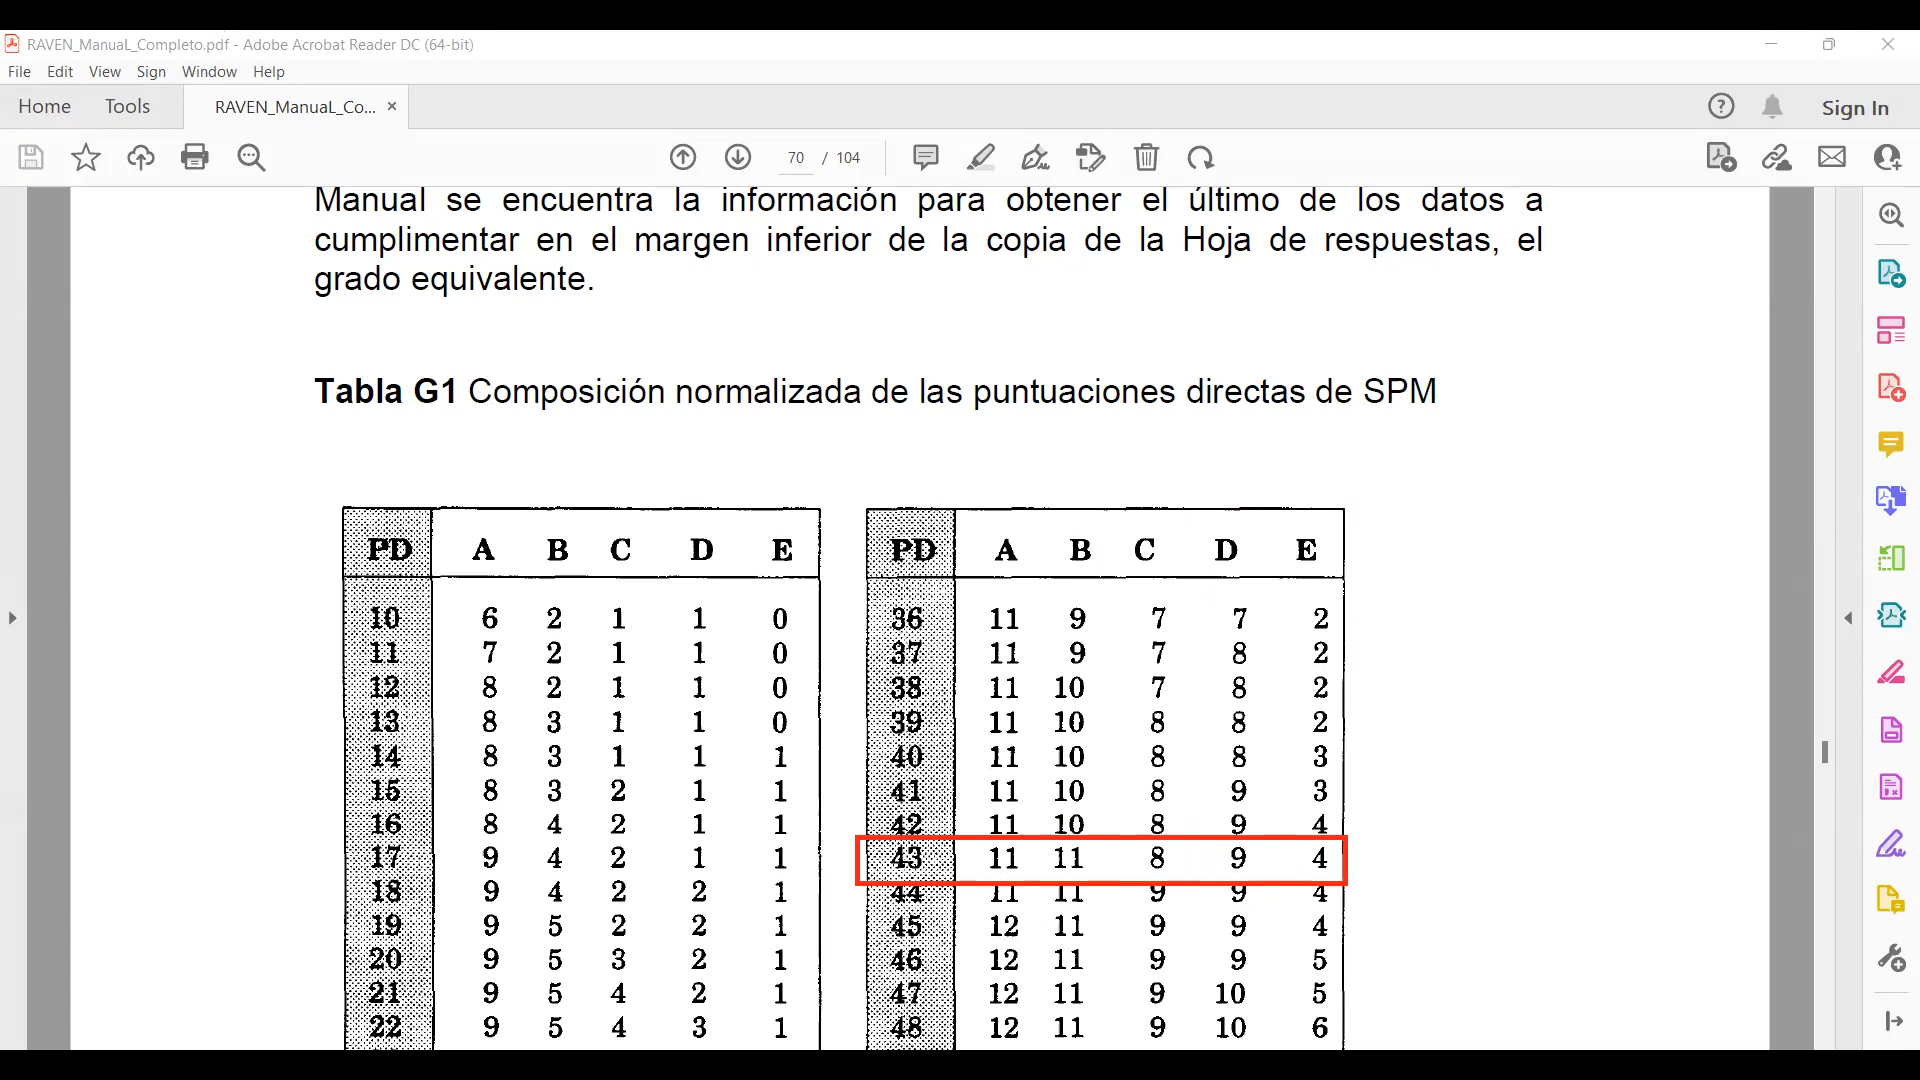 RAVEN_ManuaL_Completo.pdf - Adobe Acrobat Reader DC (64-bit)
File Edit View Sign Window Help
Home Tools RAVEN_ManuaL_Co... × Sign In
70 / 104
Manual se encuentra la información para obtener el último de los datos a
cumplimentar en el margen inferior de la copia de la Hoja de respuestas, el
grado equivalente.
Tabla G1 Composición normalizada de las puntuaciones directas de SPM
PD A B C D E
10 6 2 1 1 0
11 7 2 1 1 0
12 8 2 1 1 0
13 8 3 1 1 0
14 8 3 1 1 1
15 8 3 2 1 1
16 8 4 2 1 1
17 9 4 2 1 1
18 9 4 2 2 1
19 9 5 2 2 1
20 9 5 3 2 1
21 9 5 4 2 1
22 9 5 4 3 1
PD A B C D E
36 11 9 7 7 2
37 11 9 7 8 2
38 11 10 7 8 2
39 11 10 8 8 2
40 11 10 8 8 3
41 11 10 8 9 3
42 11 10 8 9 4
43 11 11 8 9 4
44 11 11 9 9 4
45 12 11 9 9 4
46 12 11 9 9 5
47 12 11 9 10 5
48 12 11 9 10 6